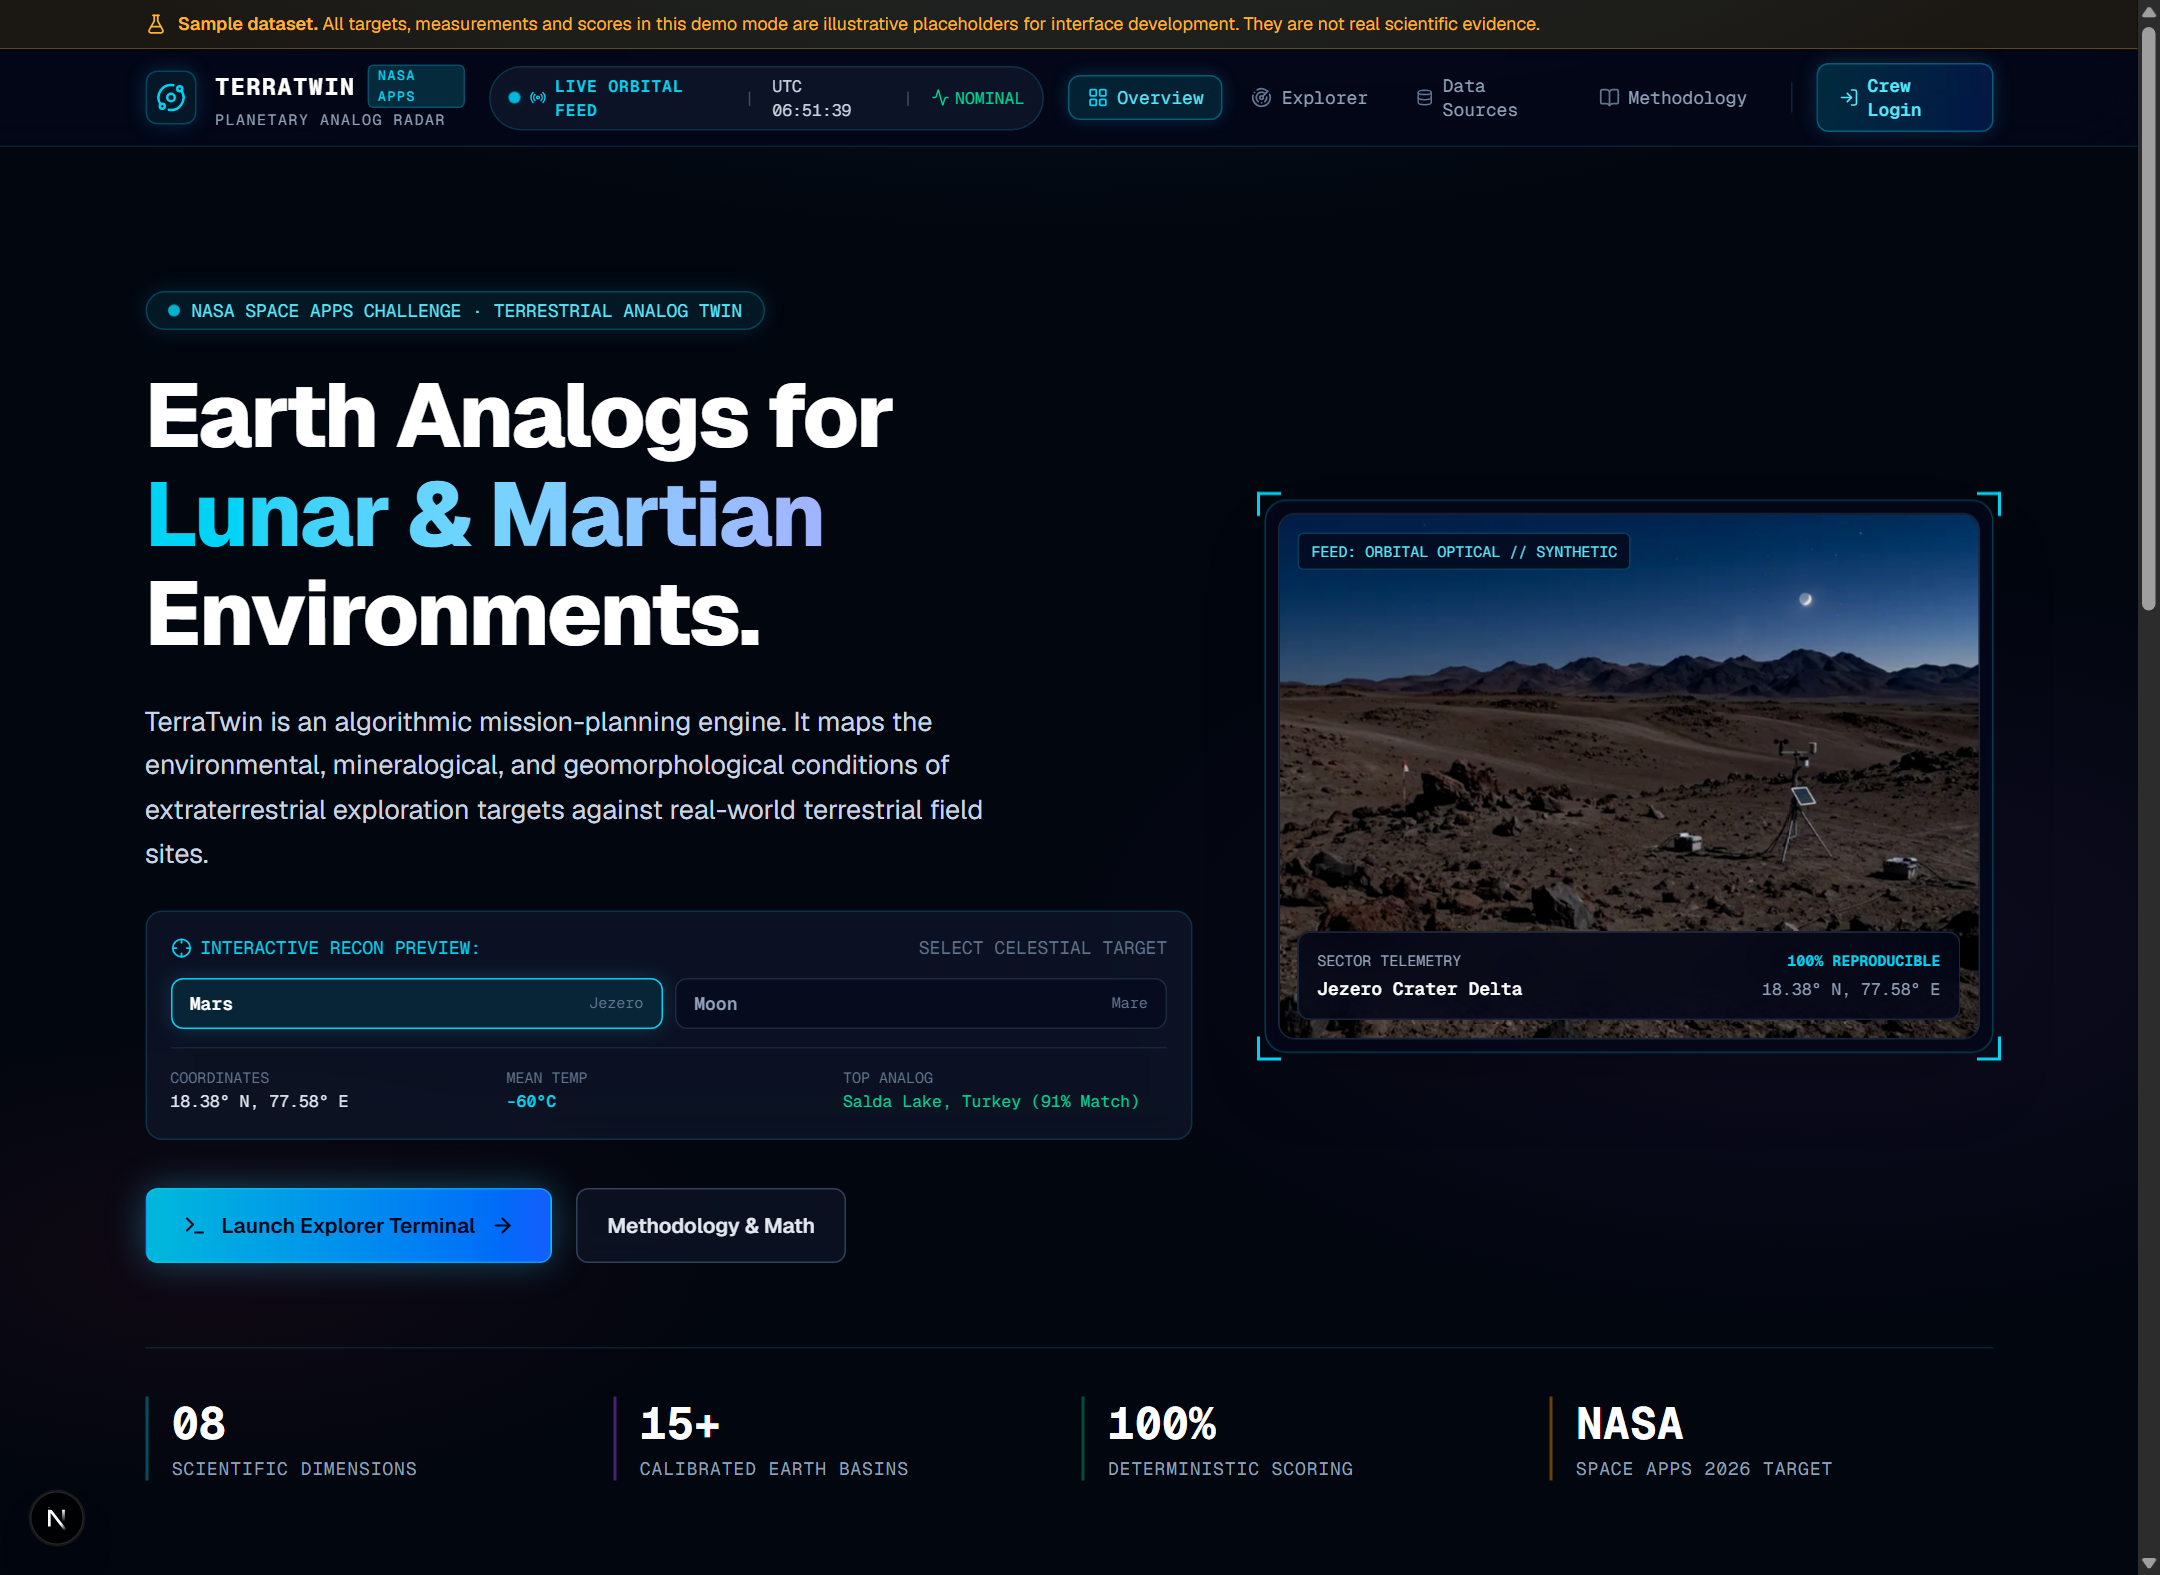 Sample dataset. All targets, measurements and scores in this demo mode are illustrative placeholders for interface development. They are not real scientific evidence.
TERRATWIN
NASA
APPS
PLANETARY ANALOG RADAR
LIVE ORBITAL
FEED
UTC
06:51:39
NOMINAL
Overview
Explorer
Data
Sources
Methodology
Crew
Login
NASA SPACE APPS CHALLENGE · TERRESTRIAL ANALOG TWIN
Earth Analogs for
Lunar & Martian
Environments.
TerraTwin is an algorithmic mission-planning engine. It maps the
environmental, mineralogical, and geomorphological conditions of
extraterrestrial exploration targets against real-world terrestrial field
sites.
INTERACTIVE RECON PREVIEW:
SELECT CELESTIAL TARGET
Mars
Jezero
Moon
Mare
COORDINATES
18.38° N, 77.58° E
MEAN TEMP
-60°C
TOP ANALOG
Salda Lake, Turkey (91% Match)
Launch Explorer Terminal
Methodology & Math
FEED: ORBITAL OPTICAL // SYNTHETIC
SECTOR TELEMETRY
100% REPRODUCIBLE
Jezero Crater Delta
18.38° N, 77.58° E
08
SCIENTIFIC DIMENSIONS
15+
CALIBRATED EARTH BASINS
100%
DETERMINISTIC SCORING
NASA
SPACE APPS 2026 TARGET
N